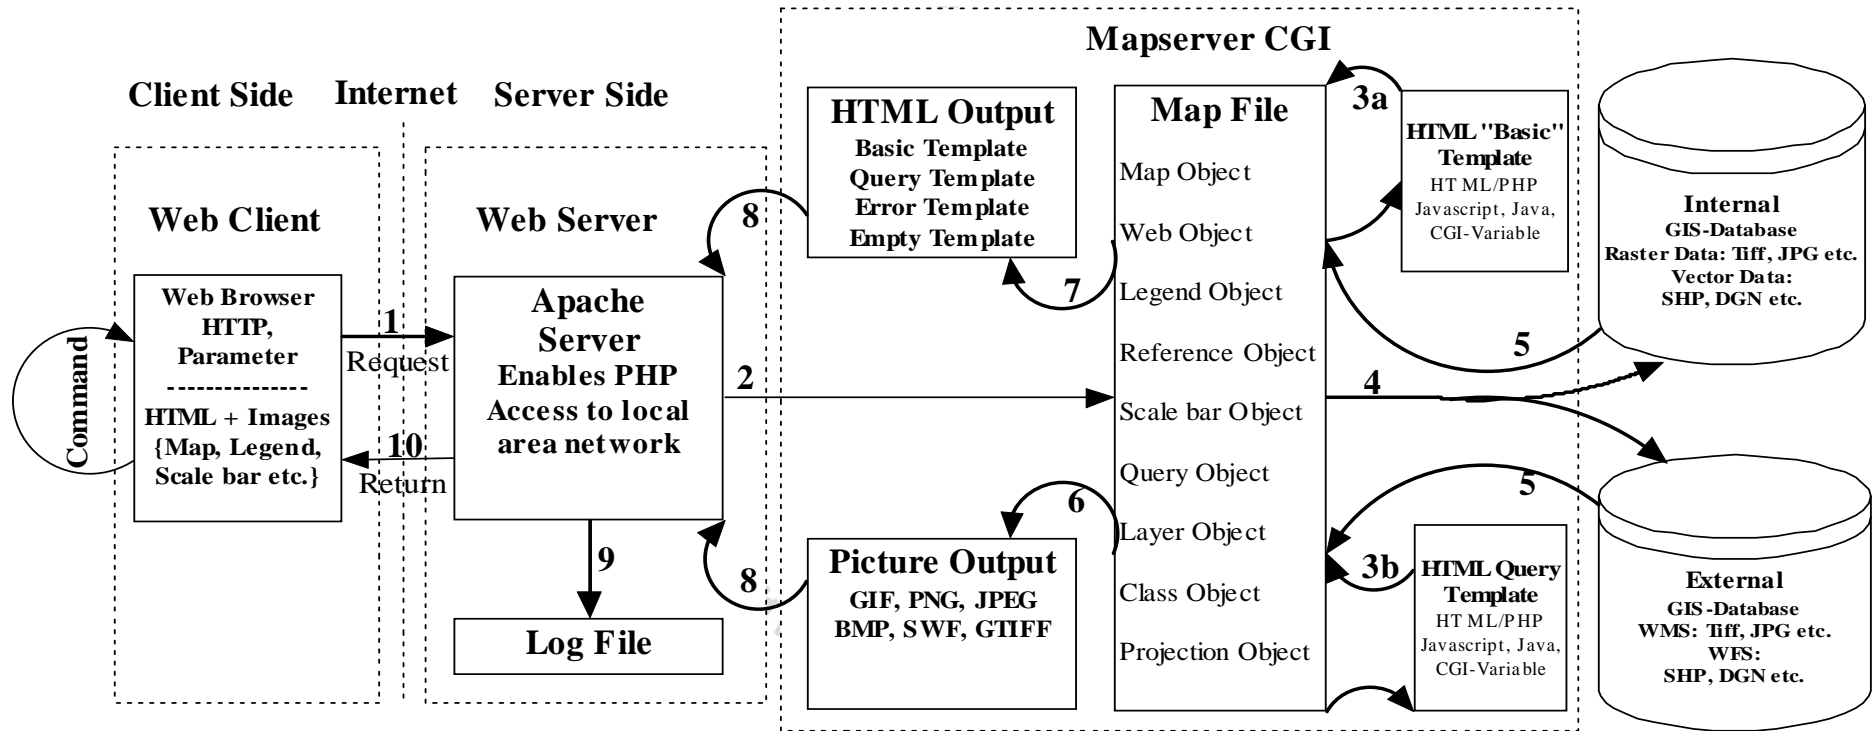 Mapserver CGI
Client Side
Internet
Server Side
Web Client
Web Browser
HTTP,
Parameter
---------------
HTML + Images
{Map, Legend,
Scale bar etc.}
Command
1
Request
10
Return
Web Server
Apache
Server
Enables PHP
Access to local
area network
2
9
Log File
8
HTML Output
Basic Template
Query Template
Error Template
Empty Template
7
6
8
Picture Output
GIF, PNG, JPEG
BMP, SWF, GTIFF
Map File
Map Object
Web Object
Legend Object
Reference Object
Scale bar Object
Query Object
Layer Object
Class Object
Projection Object
3a
HTML "Basic"
Template
HTML/PHP
Javascript, Java,
CGI-Variable
5
4
5
3b
HTML Query
Template
HTML/PHP
Javascript, Java,
CGI-Variable
Internal
GIS-Database
Raster Data: Tiff, JPG etc.
Vector Data:
SHP, DGN etc.
External
GIS-Database
WMS: Tiff, JPG etc.
WFS:
SHP, DGN etc.